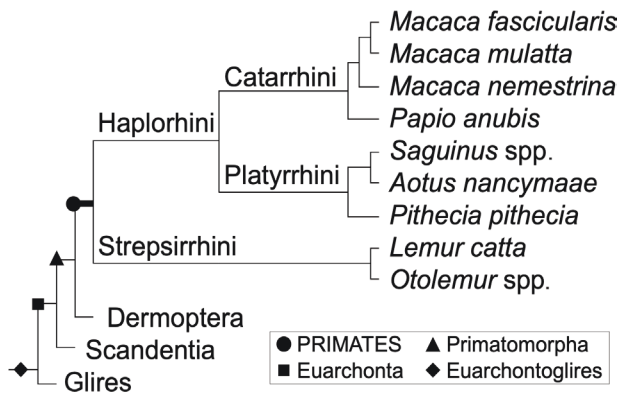 Macaca fascicularis
Macaca mulatta
Catarrhini
Macaca nemestrina
Haplorhini
Papio anubis
Saguinus spp.
Platyrrhini
Aotus nancymaae
Pithecia pithecia
Strepsirrhini
Lemur catta
Otolemur spp.
Dermoptera
Scandentia
Glires
PRIMATES
Primatomorpha
Euarchonta
Euarchontoglires